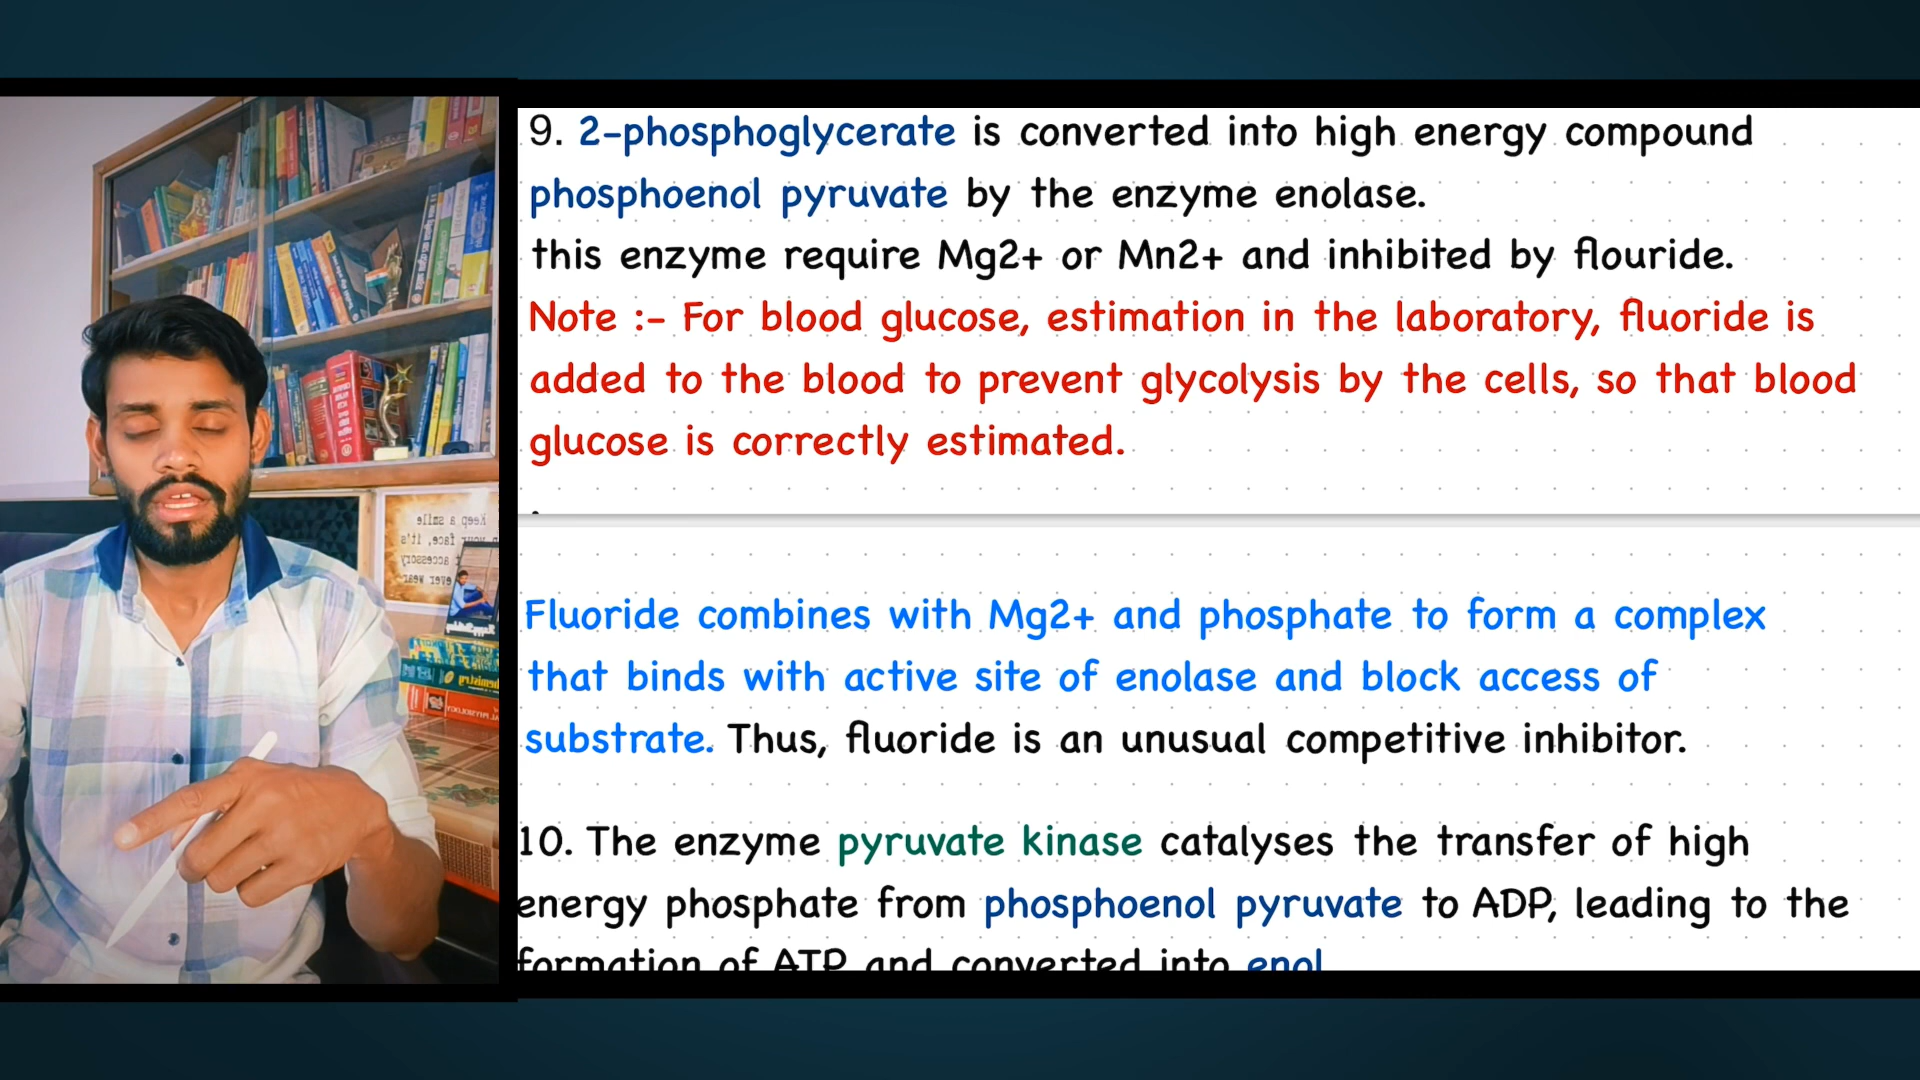 9. 2-phosphoglycerate is converted into high energy compound
phosphoenol pyruvate by the enzyme enolase.
this enzyme require Mg2+ or Mn2+ and inhibited by flouride.
Note :- For blood glucose, estimation in the laboratory, fluoride is
added to the blood to prevent glycolysis by the cells, so that blood
glucose is correctly estimated.
.
Fluoride combines with Mg2+ and phosphate to form a complex
that binds with active site of enolase and block access of
substrate. Thus, fluoride is an unusual competitive inhibitor.
10. The enzyme pyruvate kinase catalyses the transfer of high
energy phosphate from phosphoenol pyruvate to ADP, leading to the
formation of ATP and converted into enol
Keep a smile
face, it's
accessory
ever wear